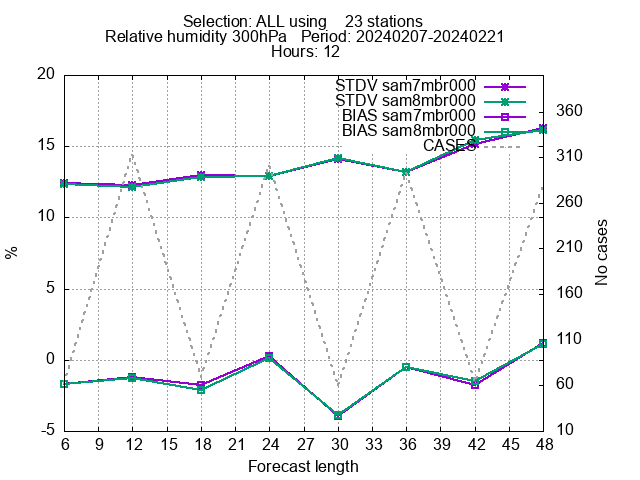 Selection: ALL using    23 stations
Relative humidity 300hPa   Period: 20240207-20240221
Hours: 12
STDV sam7mbr000
STDV sam8mbr000
BIAS sam7mbr000
BIAS sam8mbr000
CASES
20
15
10
5
0
-5
%
360
310
260
210
160
110
60
10
No cases
6 9 12 15 18 21 24 27 30 33 36 39 42 45 48
Forecast length